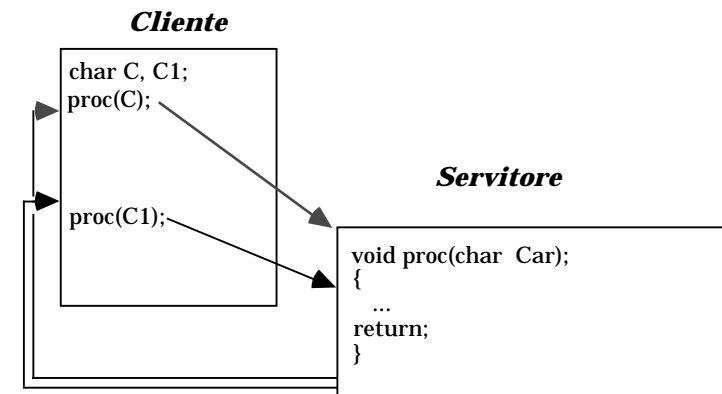 Cliente
char C, C1;
proc(C);
proc(C1);
Servitore
void proc(char Car);
{
...
return;
}